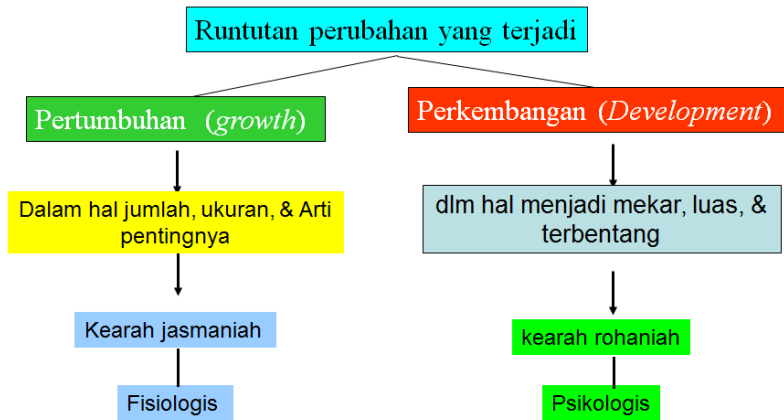 Runtutan perubahan yang terjadi
Pertumbuhan (growth)
Perkembangan (Development)
Dalam hal jumlah, ukuran, & Arti
pentingnya
dlm hal menjadi mekar, luas, &
terbentang
Kearah jasmaniah
kearah rohaniah
Fisiologis
Psikologis